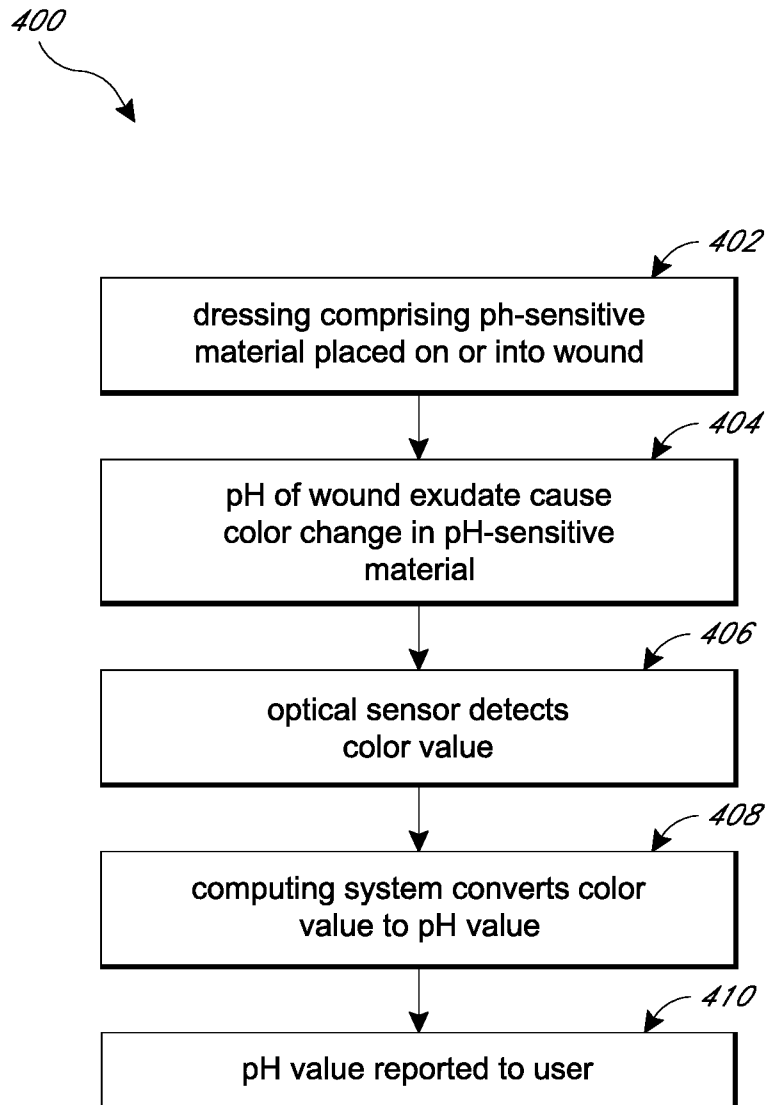 400
402
dressing comprising ph-sensitive
material placed on or into wound
404
pH of wound exudate cause
color change in pH-sensitive
material
406
optical sensor detects
color value
408
computing system converts color
value to pH value
410
pH value reported to user